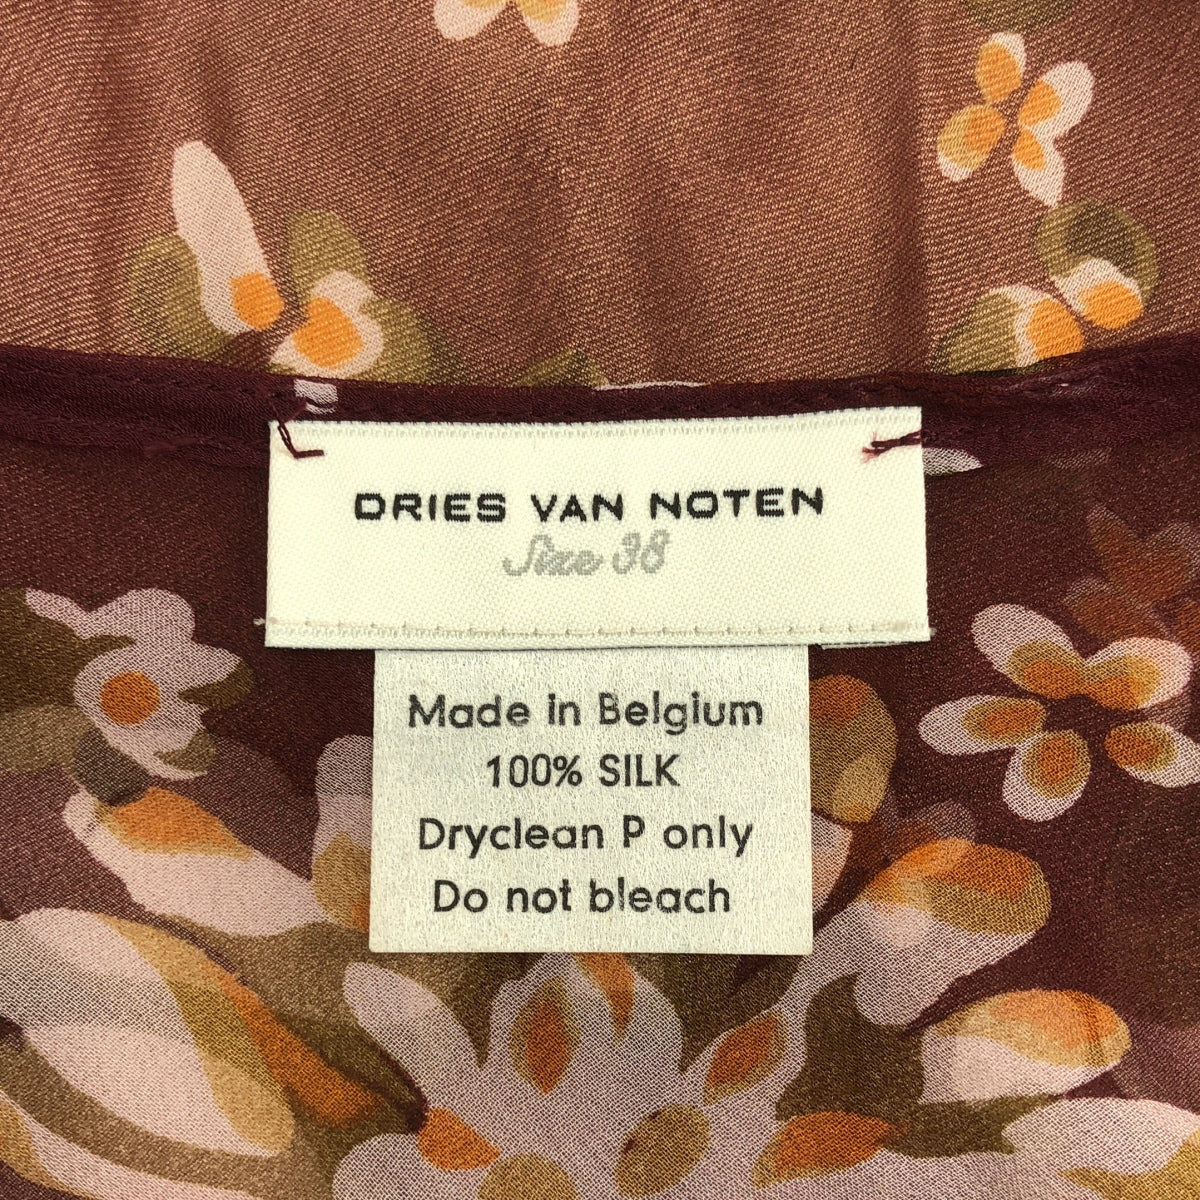 DRIES VAN NOTEN
Size 38
Made in Belgium
100% SILK
Dryclean P only
Do not bleach